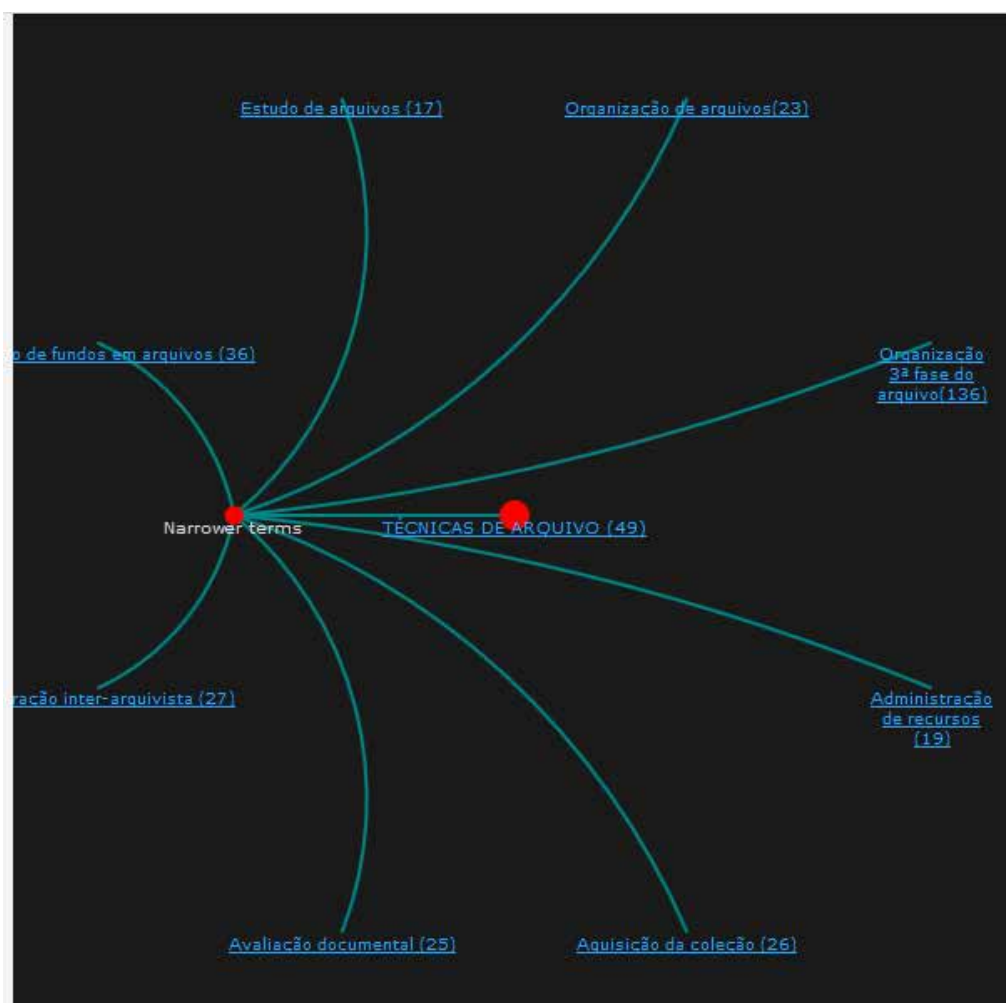 Estudo de arquivos (17)
Organização de arquivos(23)
de fundos em arquivos (36)
Organização
3ª fase do
arquivo(136)
Narrower terms
TÉCNICAS DE ARQUIVO (49)
inter-arquivista (27)
Administração
de recursos
(19)
Avaliação documental (25)
Aquisição da coleção (26)